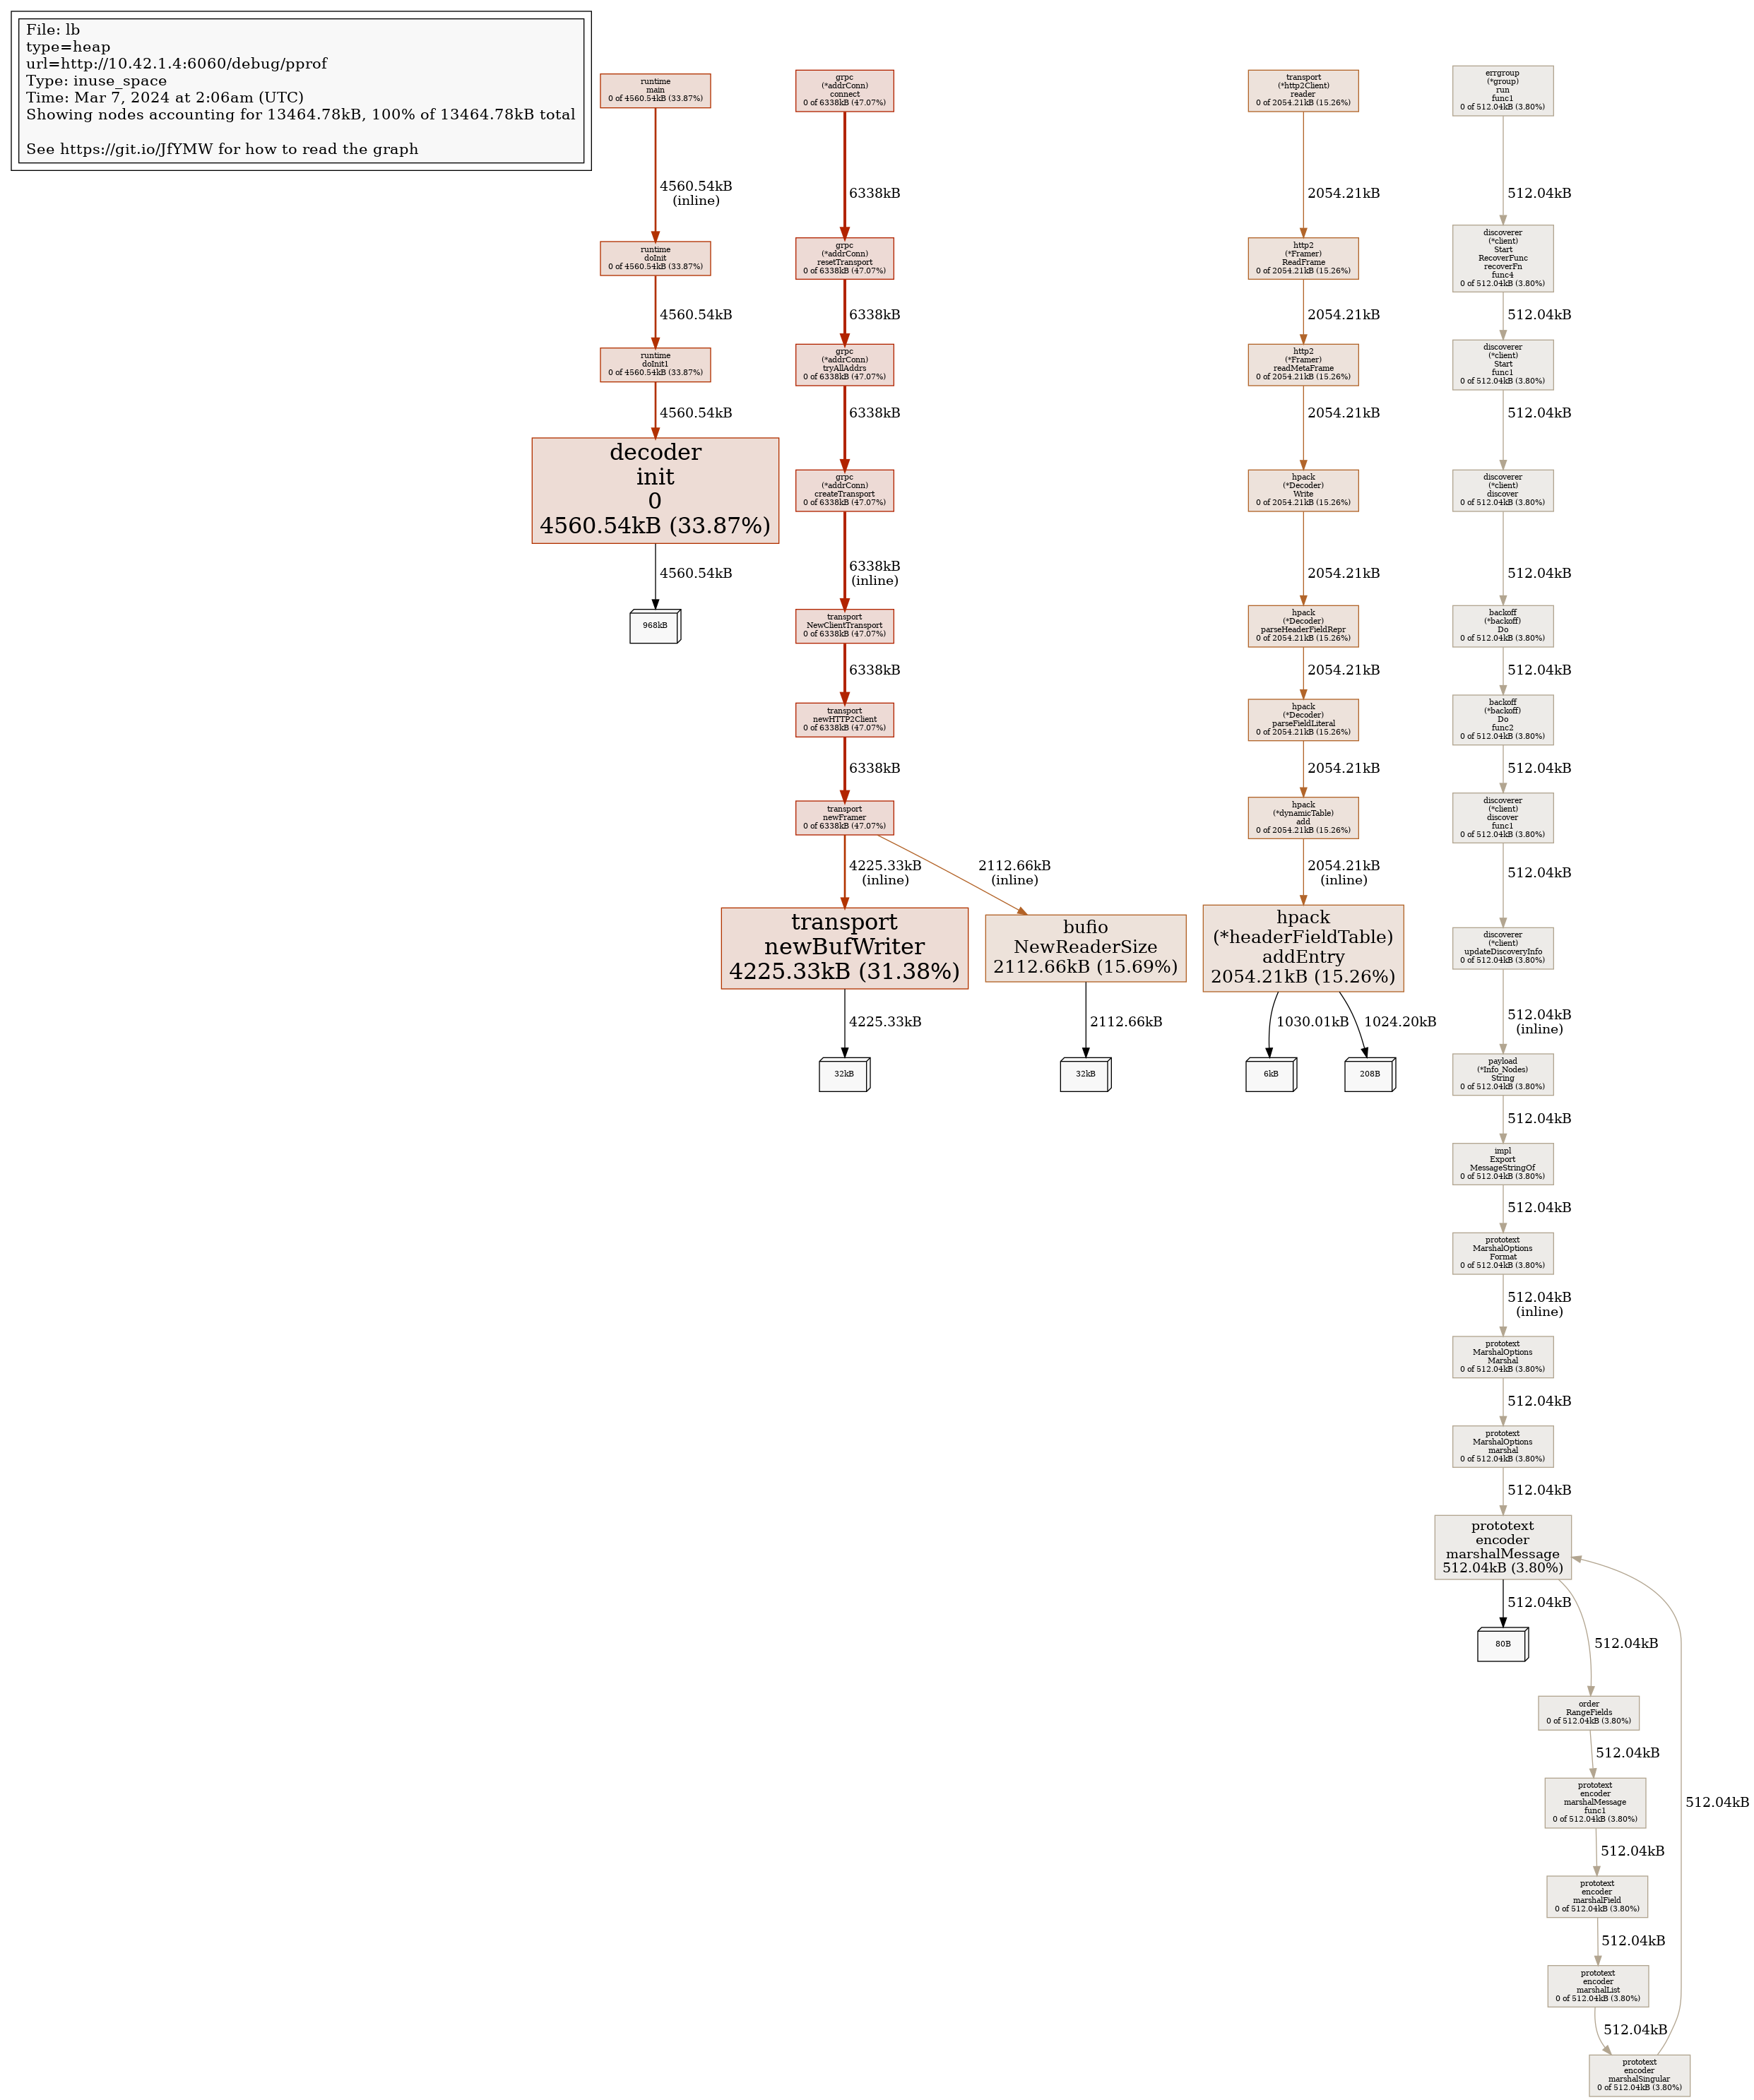 File: lb
type=heap
url=http://10.42.1.4:6060/debug/pprof
Type: inuse_space
Time: Mar 7, 2024 at 2:06am (UTC)
Showing nodes accounting for 13464.78kB, 100% of 13464.78kB total
See https://git.io/JfYMW for how to read the graph
runtime
main
0 of 4560.54kB (33.87%)
4560.54kB
(inline)
runtime
doInit
0 of 4560.54kB (33.87%)
4560.54kB
runtime
doInit1
0 of 4560.54kB (33.87%)
4560.54kB
decoder
init
0
4560.54kB (33.87%)
4560.54kB
968kB
grpc
(*addrConn)
connect
0 of 6338kB (47.07%)
6338kB
grpc
(*addrConn)
resetTransport
0 of 6338kB (47.07%)
6338kB
grpc
(*addrConn)
tryAllAddrs
0 of 6338kB (47.07%)
6338kB
grpc
(*addrConn)
createTransport
0 of 6338kB (47.07%)
6338kB
(inline)
transport
NewClientTransport
0 of 6338kB (47.07%)
6338kB
transport
newHTTP2Client
0 of 6338kB (47.07%)
6338kB
transport
newFramer
0 of 6338kB (47.07%)
4225.33kB
(inline)
2112.66kB
(inline)
transport
newBufWriter
4225.33kB (31.38%)
4225.33kB
32kB
bufio
NewReaderSize
2112.66kB (15.69%)
2112.66kB
32kB
transport
(*http2Client)
reader
0 of 2054.21kB (15.26%)
2054.21kB
http2
(*Framer)
ReadFrame
0 of 2054.21kB (15.26%)
2054.21kB
http2
(*Framer)
readMetaFrame
0 of 2054.21kB (15.26%)
2054.21kB
hpack
(*Decoder)
Write
0 of 2054.21kB (15.26%)
2054.21kB
hpack
(*Decoder)
parseHeaderFieldRepr
0 of 2054.21kB (15.26%)
2054.21kB
hpack
(*Decoder)
parseFieldLiteral
0 of 2054.21kB (15.26%)
2054.21kB
hpack
(*dynamicTable)
add
0 of 2054.21kB (15.26%)
2054.21kB
(inline)
hpack
(*headerFieldTable)
addEntry
2054.21kB (15.26%)
1030.01kB
1024.20kB
6kB
208B
errgroup
(*group)
run
func1
0 of 512.04kB (3.80%)
512.04kB
discoverer
(*client)
Start
RecoverFunc
recoverFn
func4
0 of 512.04kB (3.80%)
512.04kB
discoverer
(*client)
Start
func1
0 of 512.04kB (3.80%)
512.04kB
discoverer
(*client)
discover
0 of 512.04kB (3.80%)
512.04kB
backoff
(*backoff)
Do
0 of 512.04kB (3.80%)
512.04kB
backoff
(*backoff)
Do
func2
0 of 512.04kB (3.80%)
512.04kB
discoverer
(*client)
discover
func1
0 of 512.04kB (3.80%)
512.04kB
discoverer
(*client)
updateDiscoveryInfo
0 of 512.04kB (3.80%)
512.04kB
(inline)
payload
(*Info_Nodes)
String
0 of 512.04kB (3.80%)
512.04kB
impl
Export
MessageStringOf
0 of 512.04kB (3.80%)
512.04kB
prototext
MarshalOptions
Format
0 of 512.04kB (3.80%)
512.04kB
(inline)
prototext
MarshalOptions
Marshal
0 of 512.04kB (3.80%)
512.04kB
prototext
MarshalOptions
marshal
0 of 512.04kB (3.80%)
512.04kB
prototext
encoder
marshalMessage
512.04kB (3.80%)
512.04kB
80B
512.04kB
order
RangeFields
0 of 512.04kB (3.80%)
512.04kB
prototext
encoder
marshalMessage
func1
0 of 512.04kB (3.80%)
512.04kB
512.04kB
prototext
encoder
marshalField
0 of 512.04kB (3.80%)
512.04kB
prototext
encoder
marshalList
0 of 512.04kB (3.80%)
512.04kB
prototext
encoder
marshalSingular
0 of 512.04kB (3.80%)